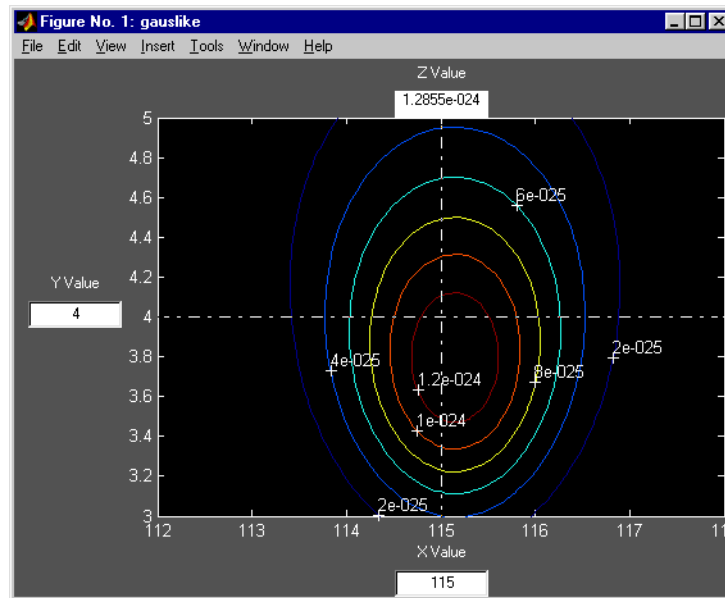 Figure No. 1: gauslike
File Edit View Insert Tools Window Help
Z Value
1.2855e-024
5
4.8
4.6
4.4
4.2
4
3.8
3.6
3.4
3.2
3
Y Value
4
6e-025
4e-025
2e-025
1.2e-024
8e-025
1e-024
2e-025
112 113 114 115 116 117
X Value
115